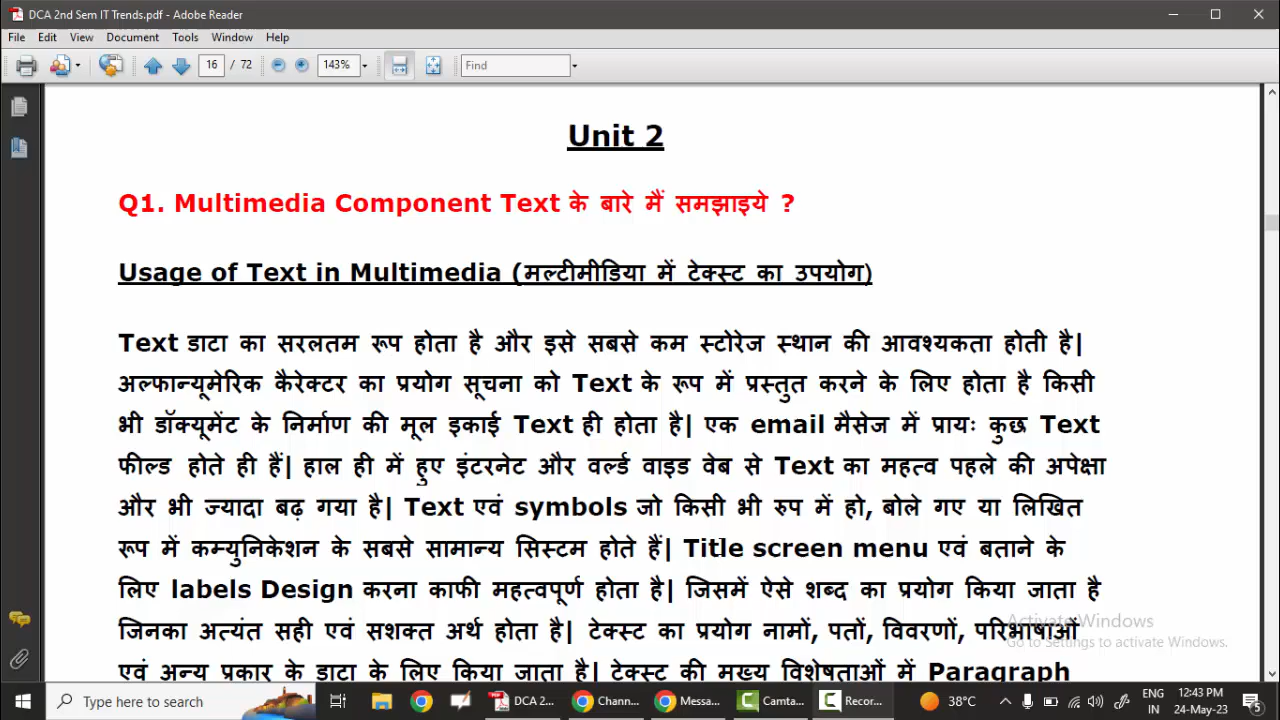 DCA 2nd Sem IT Trends.pdf - Adobe Reader
File Edit View Document Tools Window Help
16 / 72 143% Find
Unit 2
Q1. Multimedia Component Text के बारे मैं समझाइये ?
Usage of Text in Multimedia (मल्टीमीडिया में टेक्स्ट का उपयोग)
Text डाटा का सरलतम रूप होता है और इसे सबसे कम स्टोरेज स्थान की आवश्यकता होती है|
अल्फान्यूमेरिक कैरेक्टर का प्रयोग सूचना को Text के रूप में प्रस्तुत करने के लिए होता है किसी
भी डॉक्यूमेंट के निर्माण की मूल इकाई Text ही होता है| एक email मैसेज में प्रायः कुछ Text
फील्ड होते ही हैं| हाल ही में हुए इंटरनेट और वर्ल्ड वाइड वेब से Text का महत्व पहले की अपेक्षा
और भी ज्यादा बढ़ गया है| Text एवं symbols जो किसी भी रुप में हो, बोले गए या लिखित
रूप में कम्युनिकेशन के सबसे सामान्य सिस्टम होते हैं| Title screen menu एवं बताने के
लिए labels Design करना काफी महत्वपूर्ण होता है| जिसमें ऐसे शब्द का प्रयोग किया जाता है
जिनका अत्यंत सही एवं सशक्त अर्थ होता है| टेक्स्ट का प्रयोग नामों, पतों, विवरणों, परिभाषाओं
एवं अन्य प्रकार के डाटा के लिए किया जाता है| टेक्स्ट की मुख्य विशेषताओं में Paragraph
Activate Windows
Go to Settings to activate Windows.
Type here to search DCA 2... Chann... Messa... Camta... Recor... 38°C ENG IN 12:43 PM 24-May-23 5